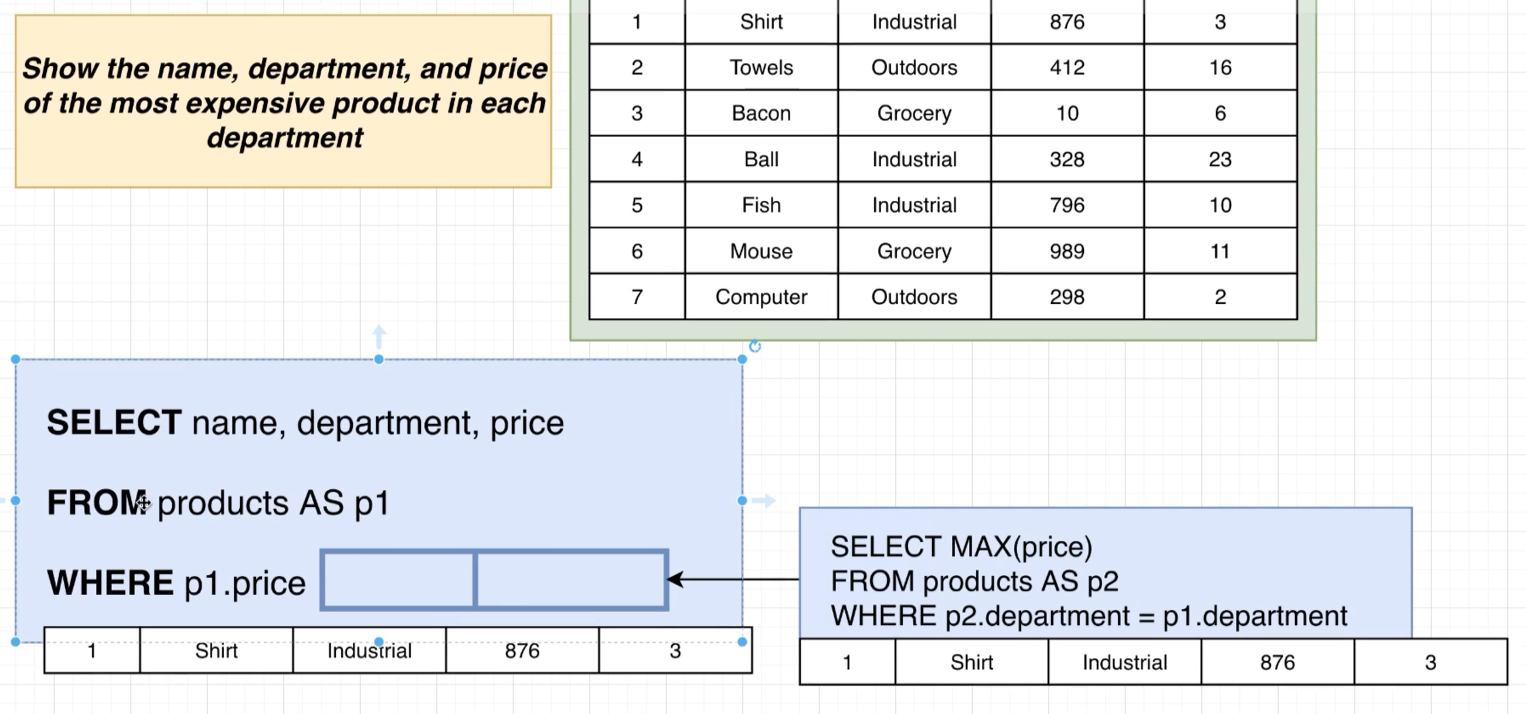 Show the name, department, and price
of the most expensive product in each
department
1 Shirt Industrial 876 3
2 Towels Outdoors 412 16
3 Bacon Grocery 10 6
4 Ball Industrial 328 23
5 Fish Industrial 796 10
6 Mouse Grocery 989 11
7 Computer Outdoors 298 2
SELECT name, department, price
FROM products AS p1
WHERE p1.price
1 Shirt Industrial 876 3
SELECT MAX(price)
FROM products AS p2
WHERE p2.department = p1.department
1 Shirt Industrial 876 3